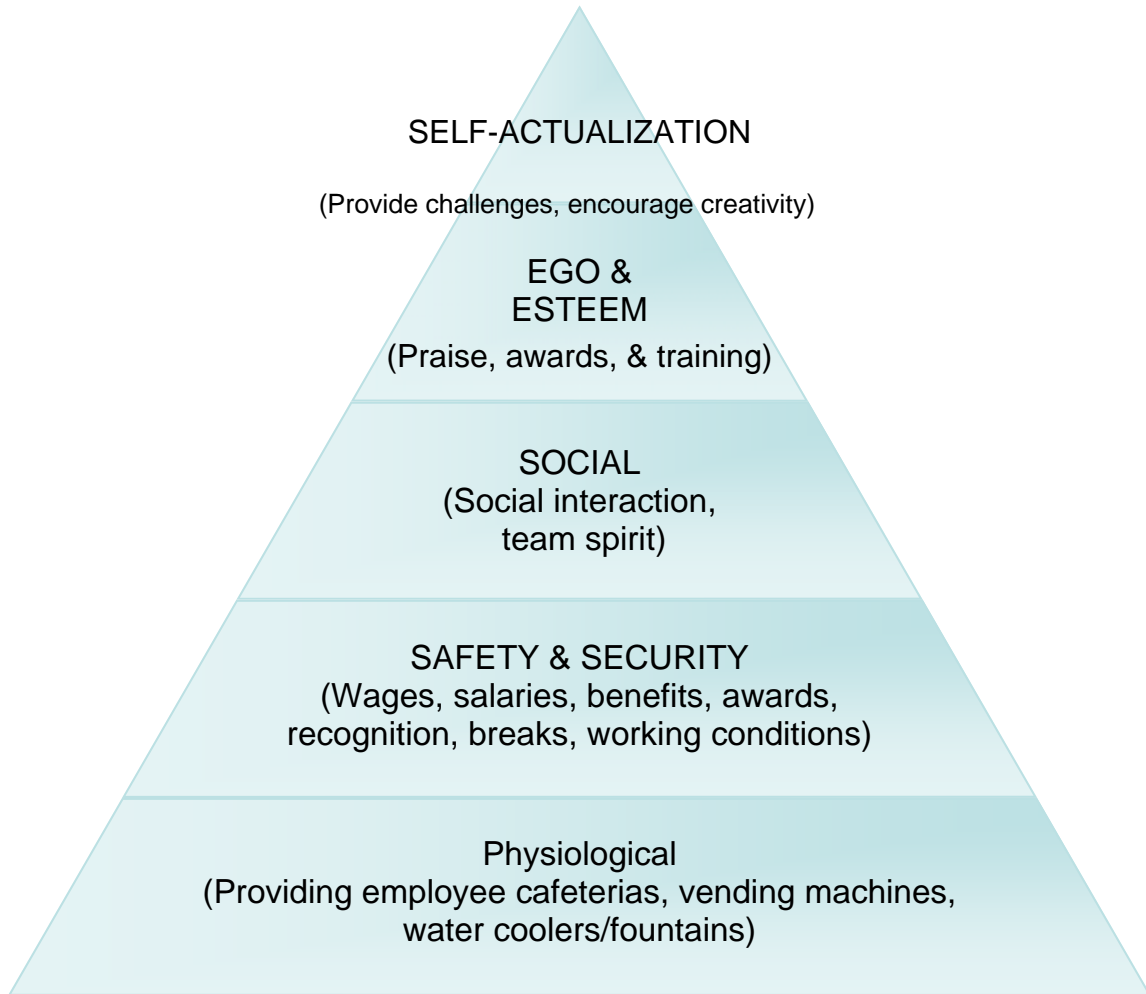 SELF-ACTUALIZATION
(Provide challenges, encourage creativity)
EGO &
ESTEEM
(Praise, awards, & training)
SOCIAL
(Social interaction,
team spirit)
SAFETY & SECURITY
(Wages, salaries, benefits, awards,
recognition, breaks, working conditions)
Physiological
(Providing employee cafeterias, vending machines,
water coolers/fountains)